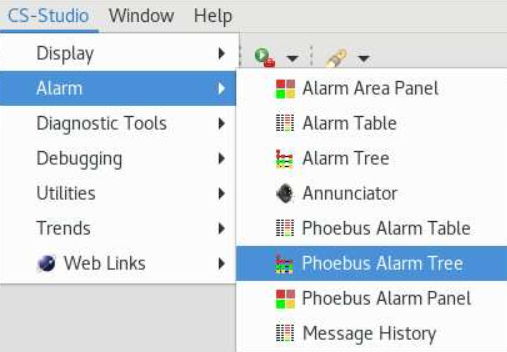 CS-Studio Window Help
Display
Alarm
Diagnostic Tools
Debugging
Utilities
Trends
Web Links
Alarm Area Panel
Alarm Table
Alarm Tree
Annunciator
Phoebus Alarm Table
Phoebus Alarm Tree
Phoebus Alarm Panel
Message History